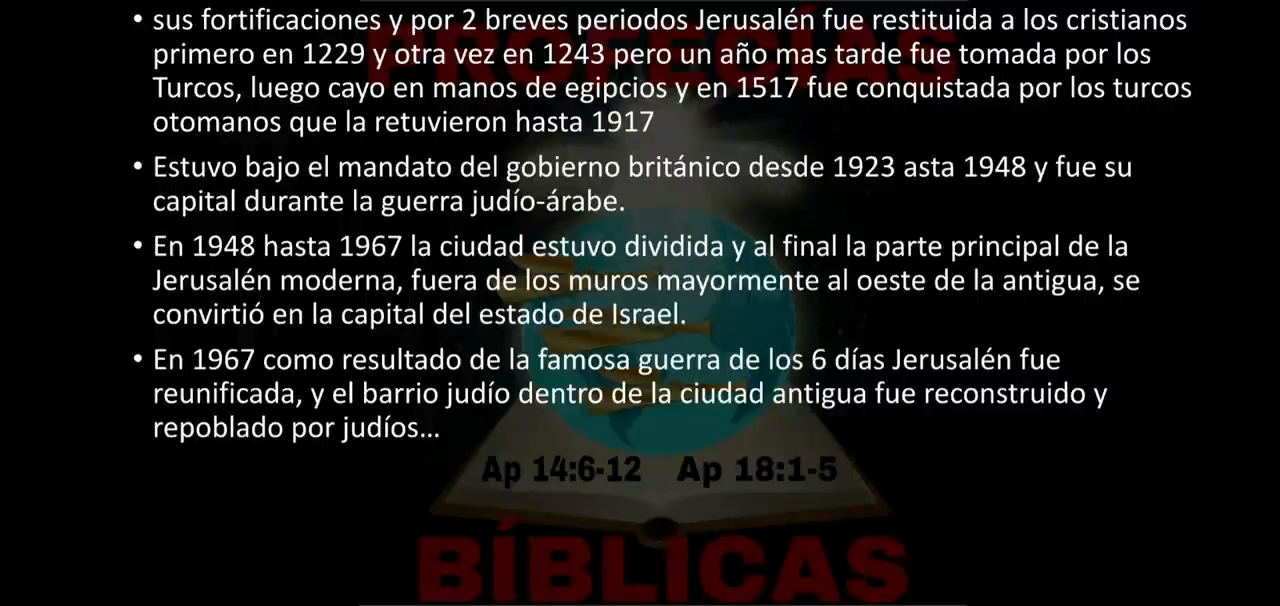 PROFECÍAS
• sus fortificaciones y por 2 breves periodos Jerusalén fue restituida a los cristianos
primero en 1229 y otra vez en 1243 pero un año mas tarde fue tomada por los
Turcos, luego cayo en manos de egipcios y en 1517 fue conquistada por los turcos
otomanos que la retuvieron hasta 1917
• Estuvo bajo el mandato del gobierno británico desde 1923 asta 1948 y fue su
capital durante la guerra judío-árabe.
• En 1948 hasta 1967 la ciudad estuvo dividida y al final la parte principal de la
Jerusalén moderna, fuera de los muros mayormente al oeste de la antigua, se
convirtió en la capital del estado de Israel.
• En 1967 como resultado de la famosa guerra de los 6 días Jerusalén fue
reunificada, y el barrio judío dentro de la ciudad antigua fue reconstruido y
repoblado por judíos...
Ap 14:6-12 Ap 18:1-5
BÍBLICAS